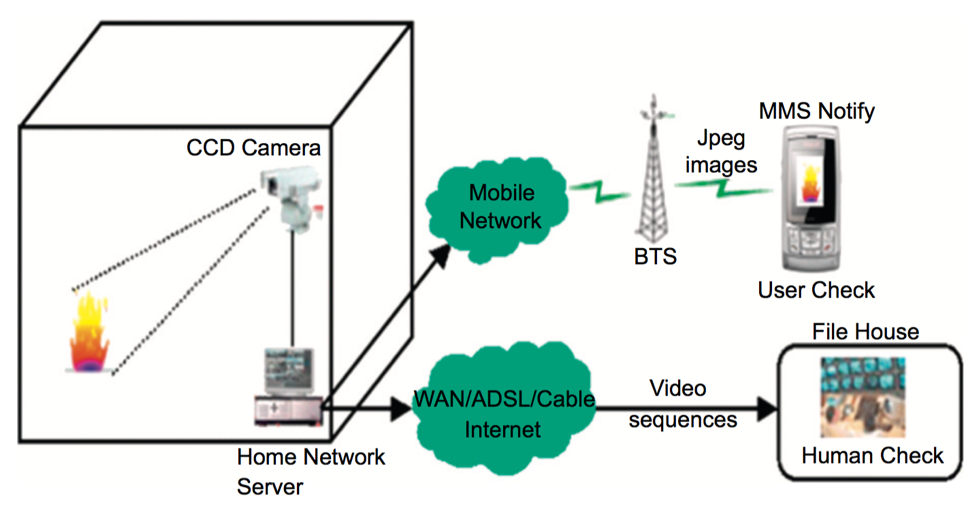 CCD Camera
Mobile
Network
BTS
Jpeg
images
MMS Notify
User Check
Home Network
Server
WAN/ADSL/Cable
Internet
Video
sequences
File House
Human Check